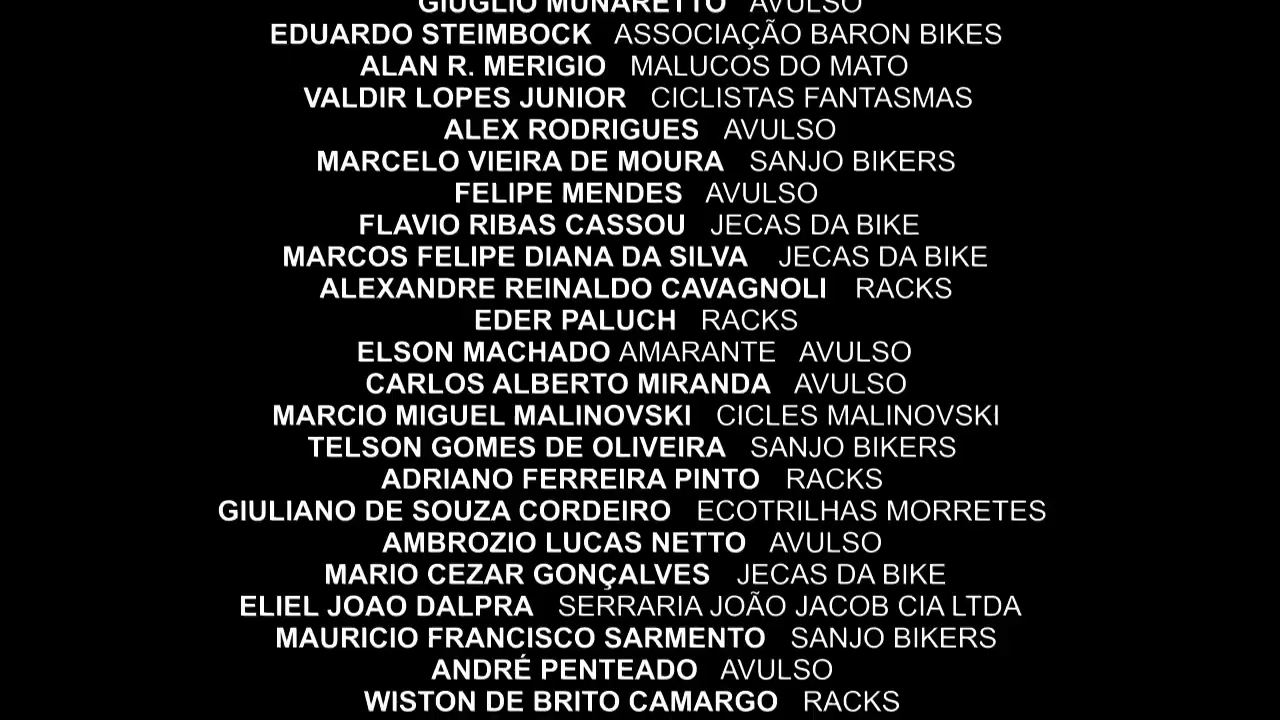 GIUGLIO MUNARETTO AVULSO
EDUARDO STEIMBOCK ASSOCIAÇÃO BARON BIKES
ALAN R. MERIGIO MALUCOS DO MATO
VALDIR LOPES JUNIOR CICLISTAS FANTASMAS
ALEX RODRIGUES AVULSO
MARCELO VIEIRA DE MOURA SANJO BIKERS
FELIPE MENDES AVULSO
FLAVIO RIBAS CASSOU JECAS DA BIKE
MARCOS FELIPE DIANA DA SILVA JECAS DA BIKE
ALEXANDRE REINALDO CAVAGNOLI RACKS
EDER PALUCH RACKS
ELSON MACHADO AMARANTE AVULSO
CARLOS ALBERTO MIRANDA AVULSO
MARCIO MIGUEL MALINOVSKI CICLES MALINOVSKI
TELSON GOMES DE OLIVEIRA SANJO BIKERS
ADRIANO FERREIRA PINTO RACKS
GIULIANO DE SOUZA CORDEIRO ECOTRILHAS MORRETES
AMBROZIO LUCAS NETTO AVULSO
MARIO CEZAR GONÇALVES JECAS DA BIKE
ELIEL JOAO DALPRA SERRARIA JOÃO JACOB CIA LTDA
MAURICIO FRANCISCO SARMENTO SANJO BIKERS
ANDRÉ PENTEADO AVULSO
WISTON DE BRITO CAMARGO RACKS